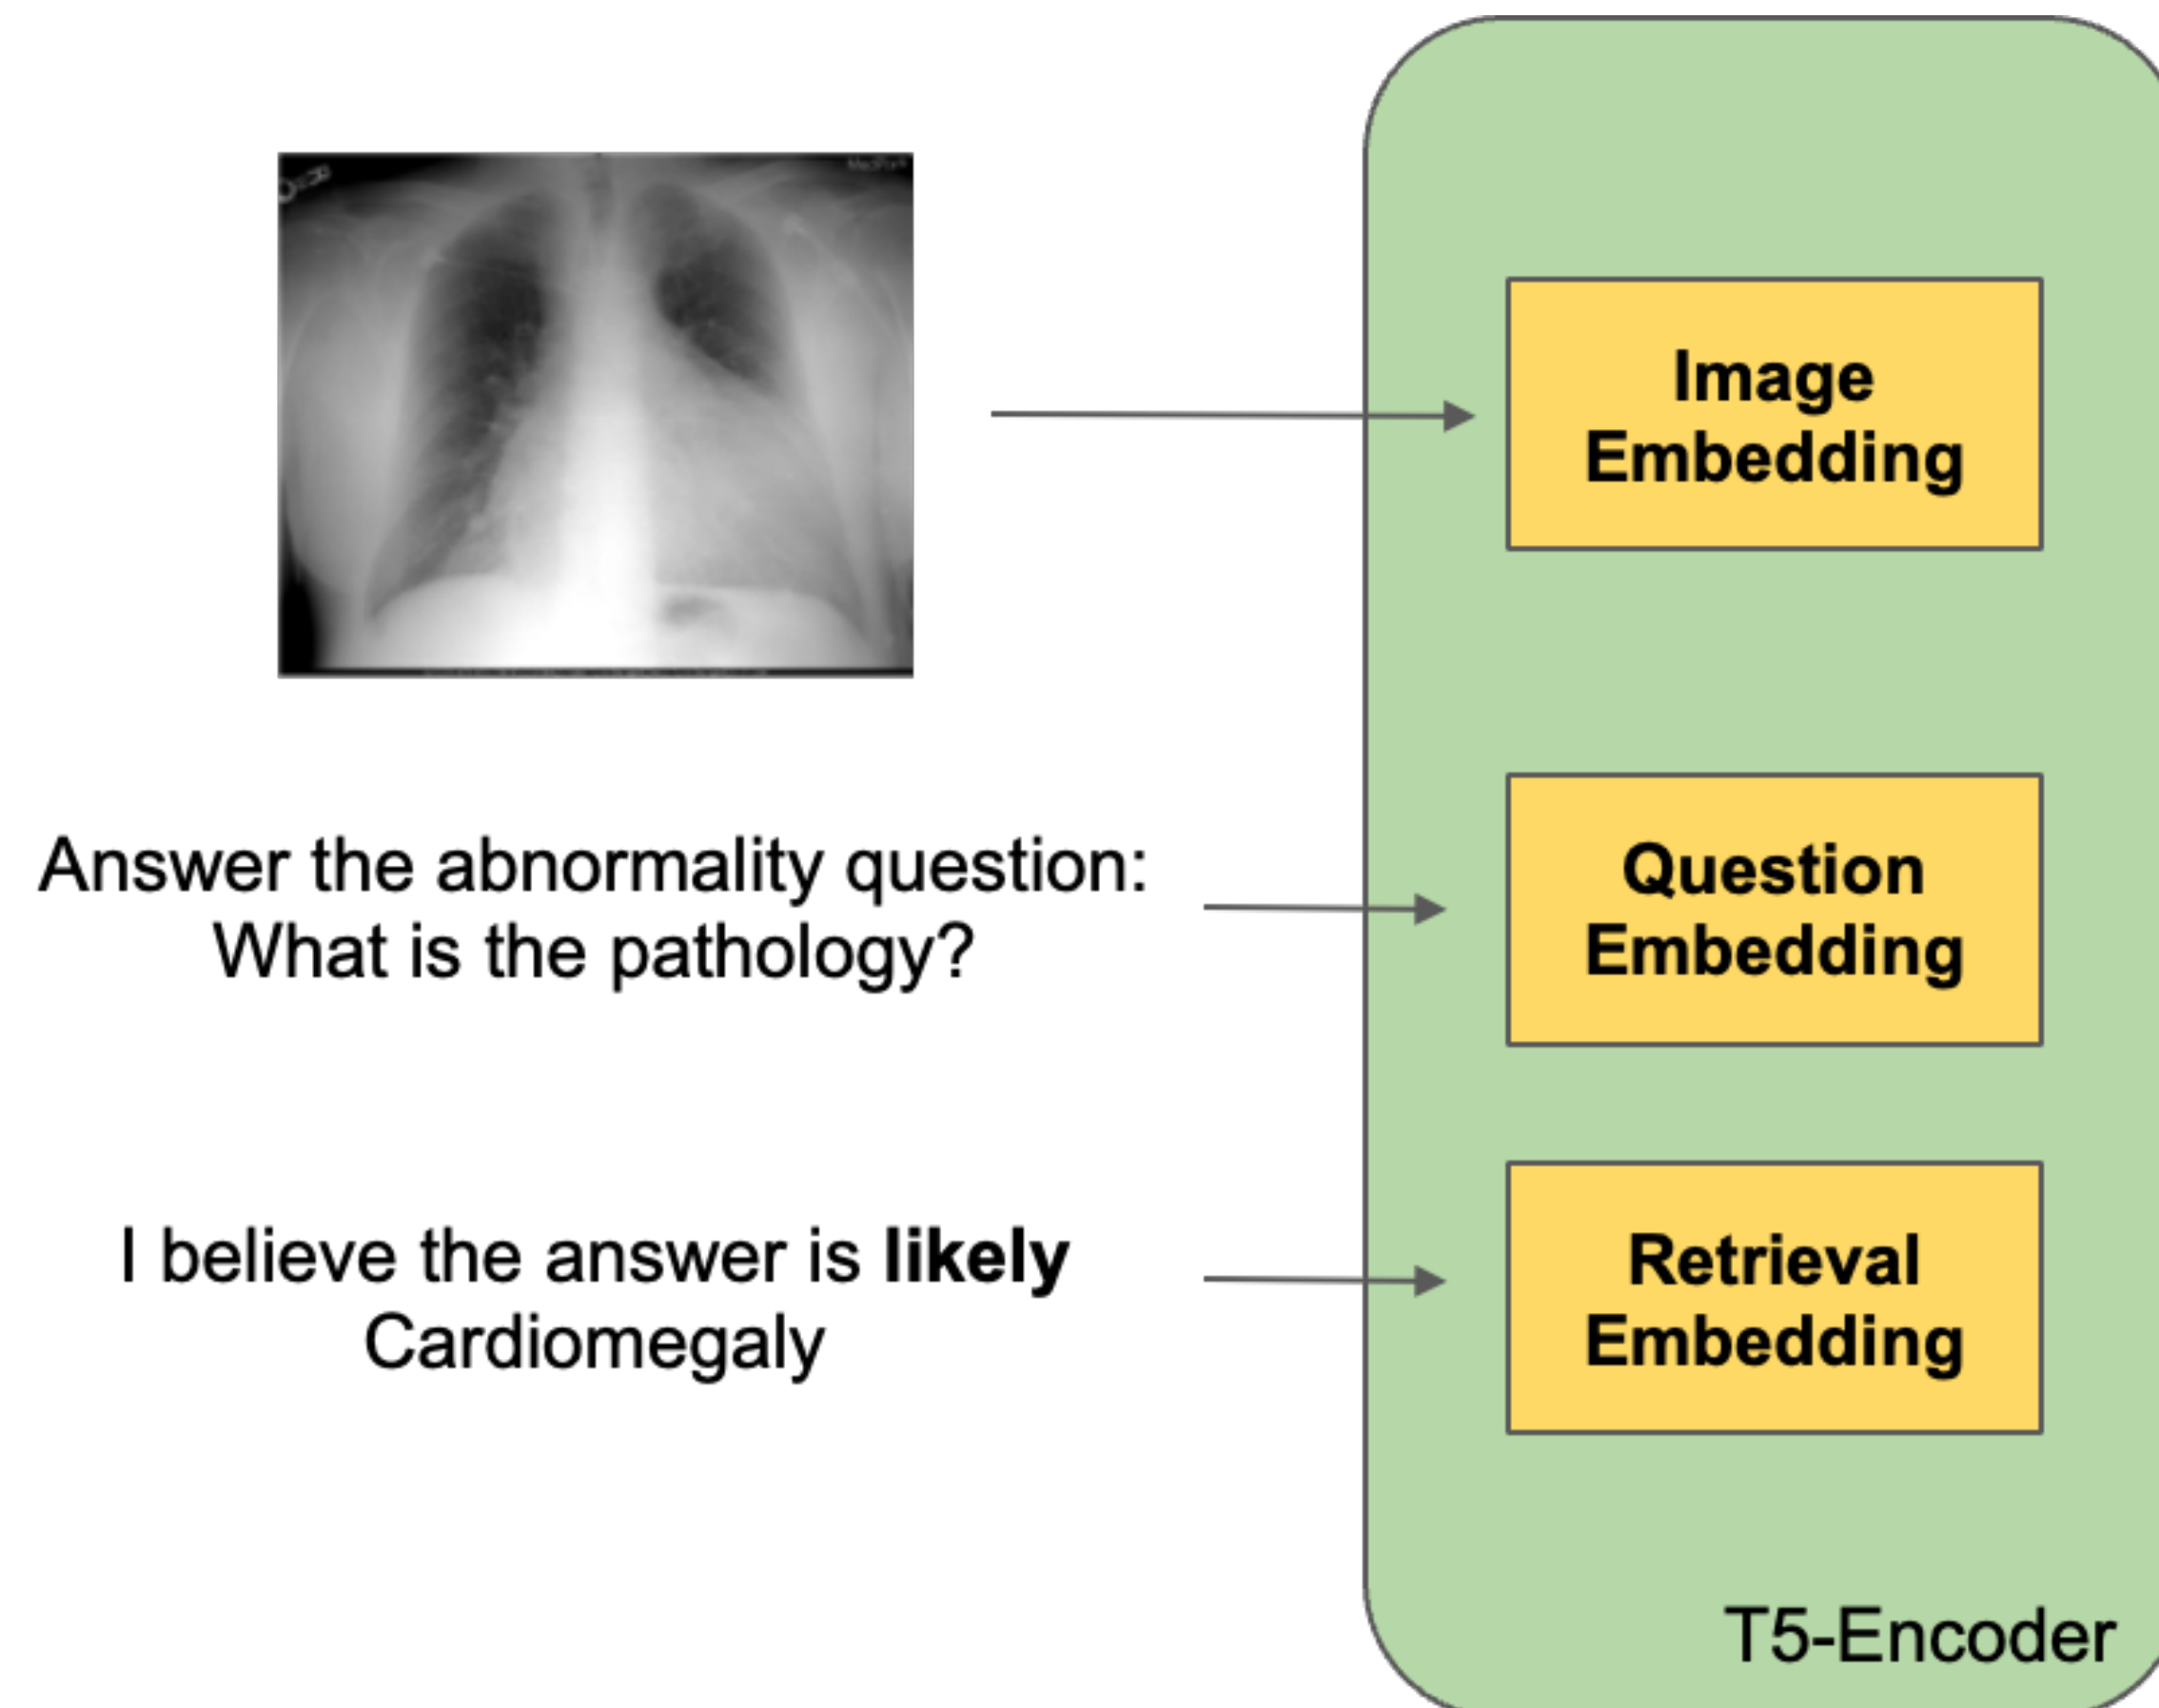 MedPix
Image
Embedding
Answer the abnormality question:
What is the pathology?
Question
Embedding
I believe the answer is likely
Cardiomegaly
Retrieval
Embedding
T5-Encoder